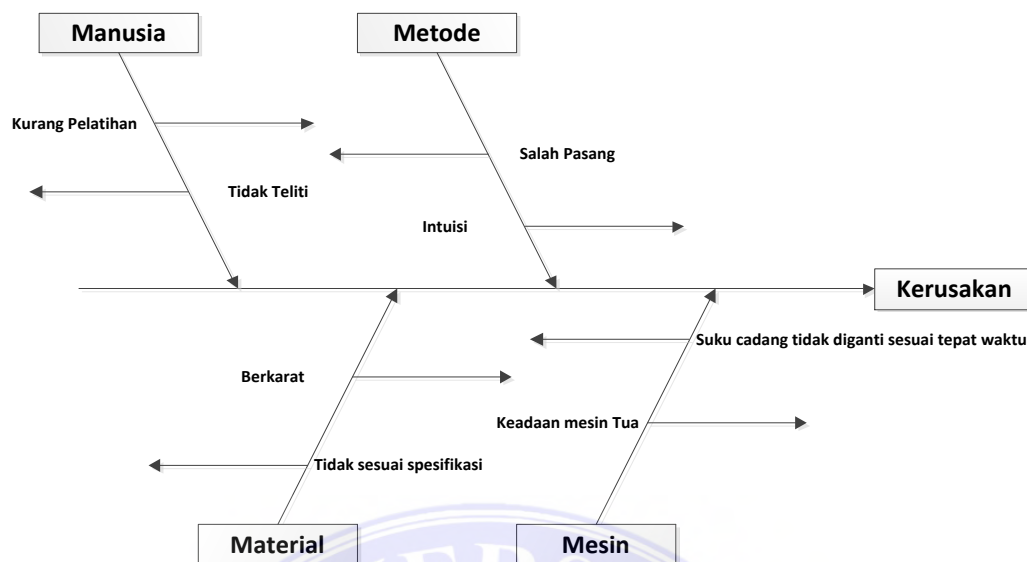 Manusia
Metode
Kurang Pelatihan
Salah Pasang
Tidak Teliti
Intuisi
Kerusakan
Suku cadang tidak diganti sesuai tepat waktu
Berkarat
Keadaan mesin Tua
Tidak sesuai spesifikasi
Material
Mesin